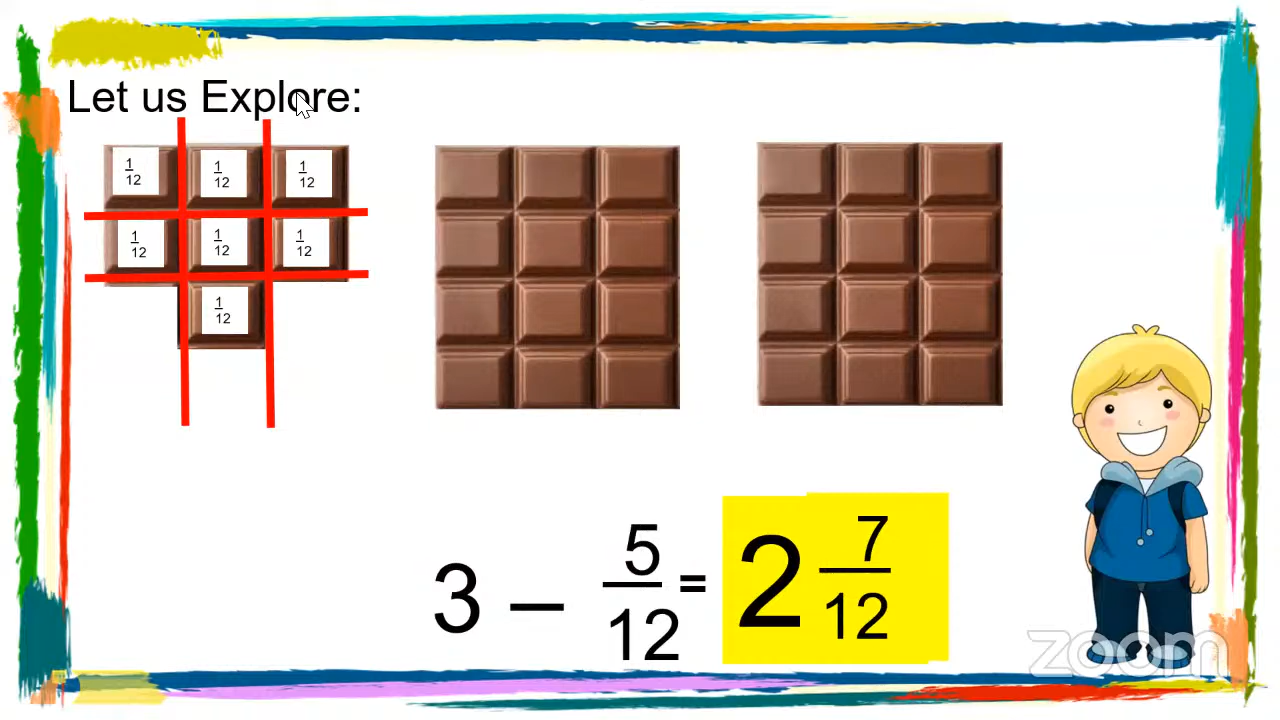 Let us Explore:
1/12 1/12 1/12
1/12 1/12 1/12
1/12
3 – 5/12 = 2 7/12
zoom